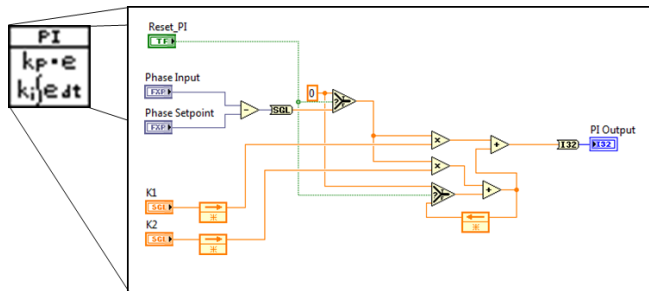 PI
kp•e
ki∫e dt
Reset_PI
TF
Phase Input
FXP
Phase Setpoint
FXP
-
SGL
0
?
x
+
I32
PI Output
I32
x
?
+
K1
SGL
K2
SGL